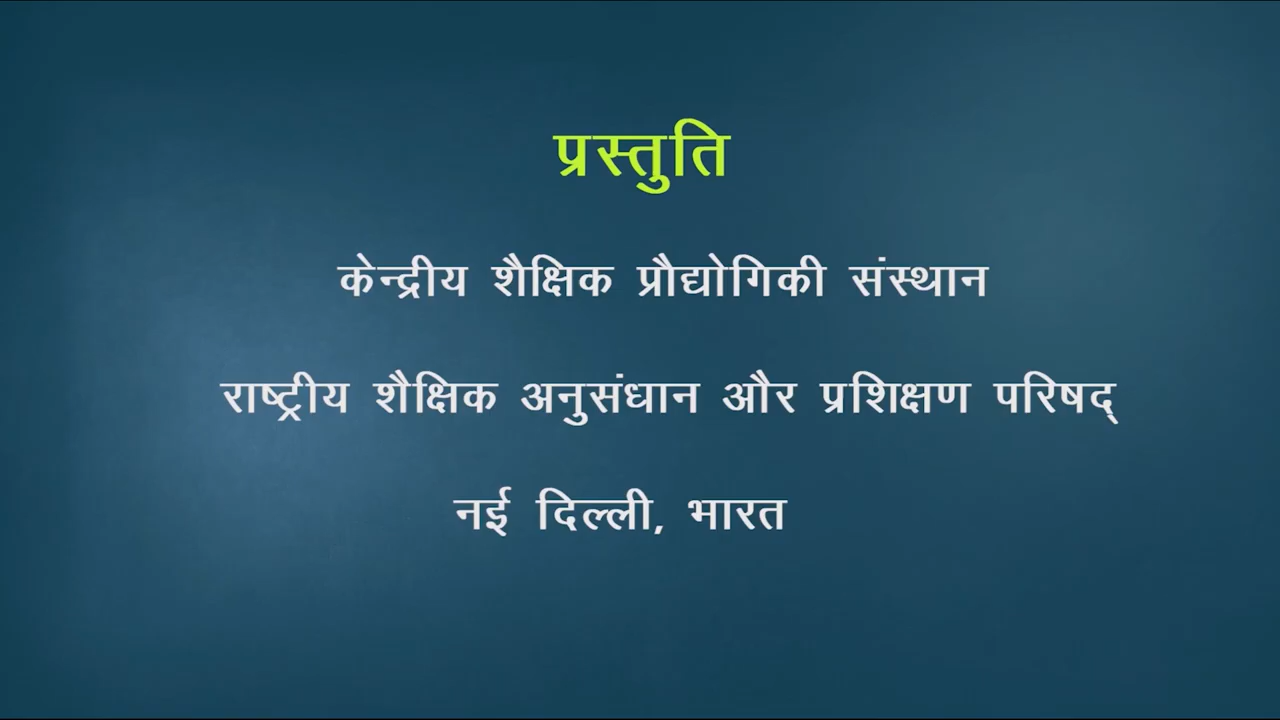 प्रस्तुति
केन्द्रीय शैक्षिक प्रौद्योगिकी संस्थान
राष्ट्रीय शैक्षिक अनुसंधान और प्रशिक्षण परिषद्
नई दिल्ली, भारत